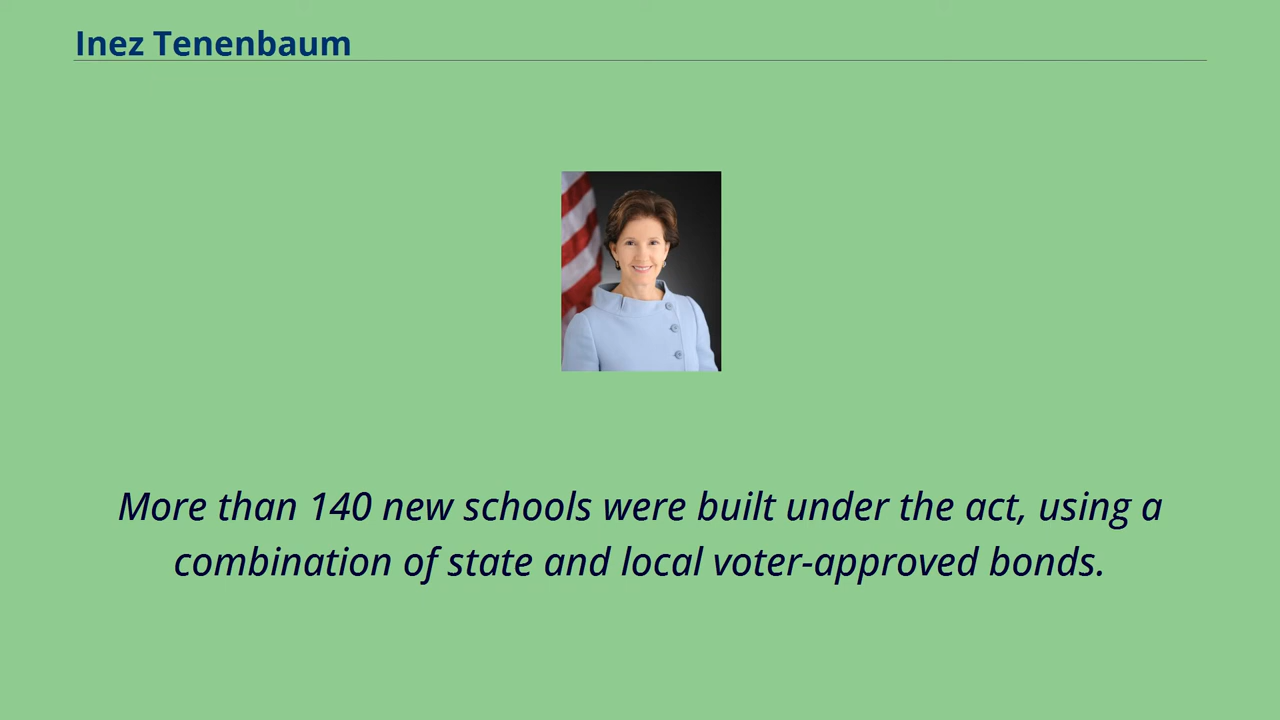 Inez Tenenbaum
More than 140 new schools were built under the act, using a
combination of state and local voter-approved bonds.